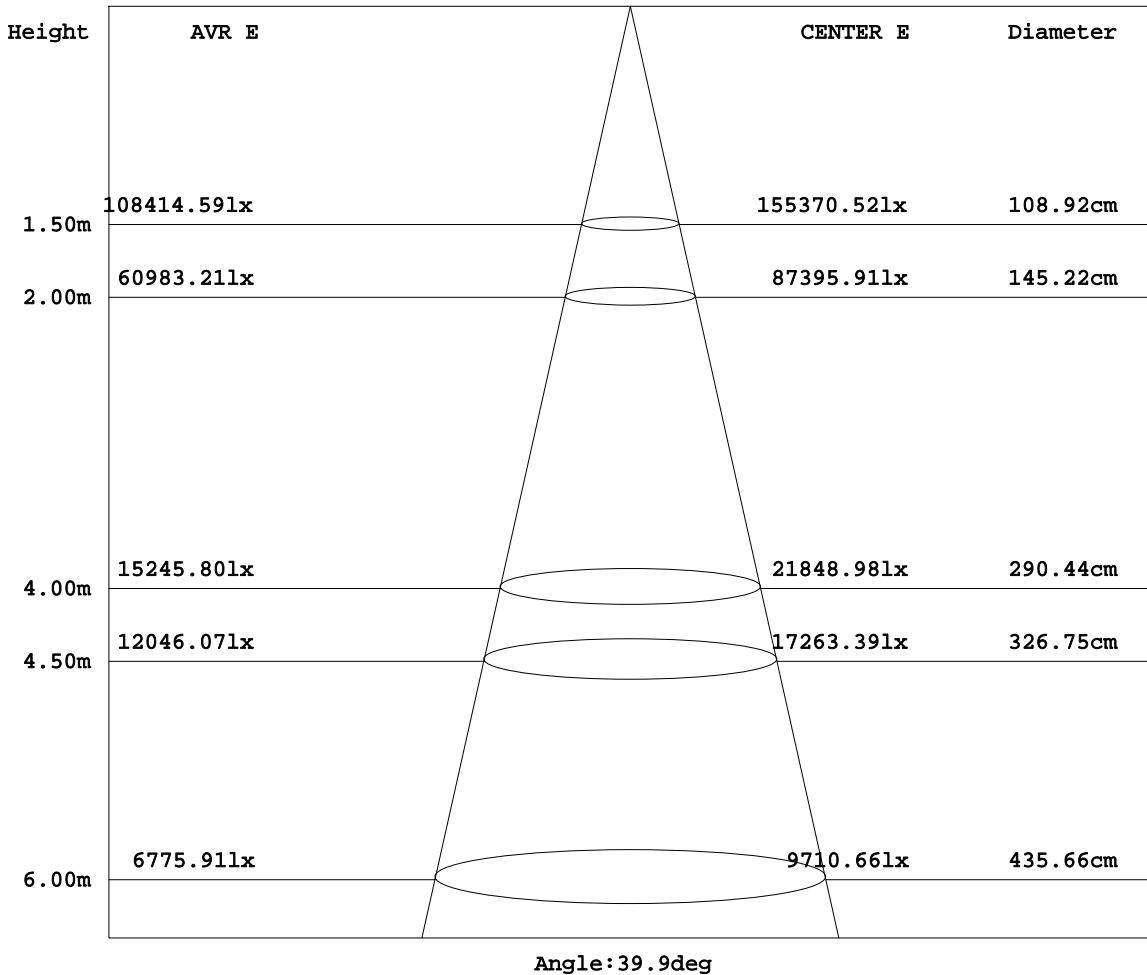 Height AVR E CENTER E Diameter
108414.59lx 155370.52lx 108.92cm
1.50m
60983.21lx 87395.91lx 145.22cm
2.00m
15245.80lx 21848.98lx 290.44cm
4.00m
12046.07lx 17263.39lx 326.75cm
4.50m
6775.91lx 9710.66lx 435.66cm
6.00m
Angle:39.9deg